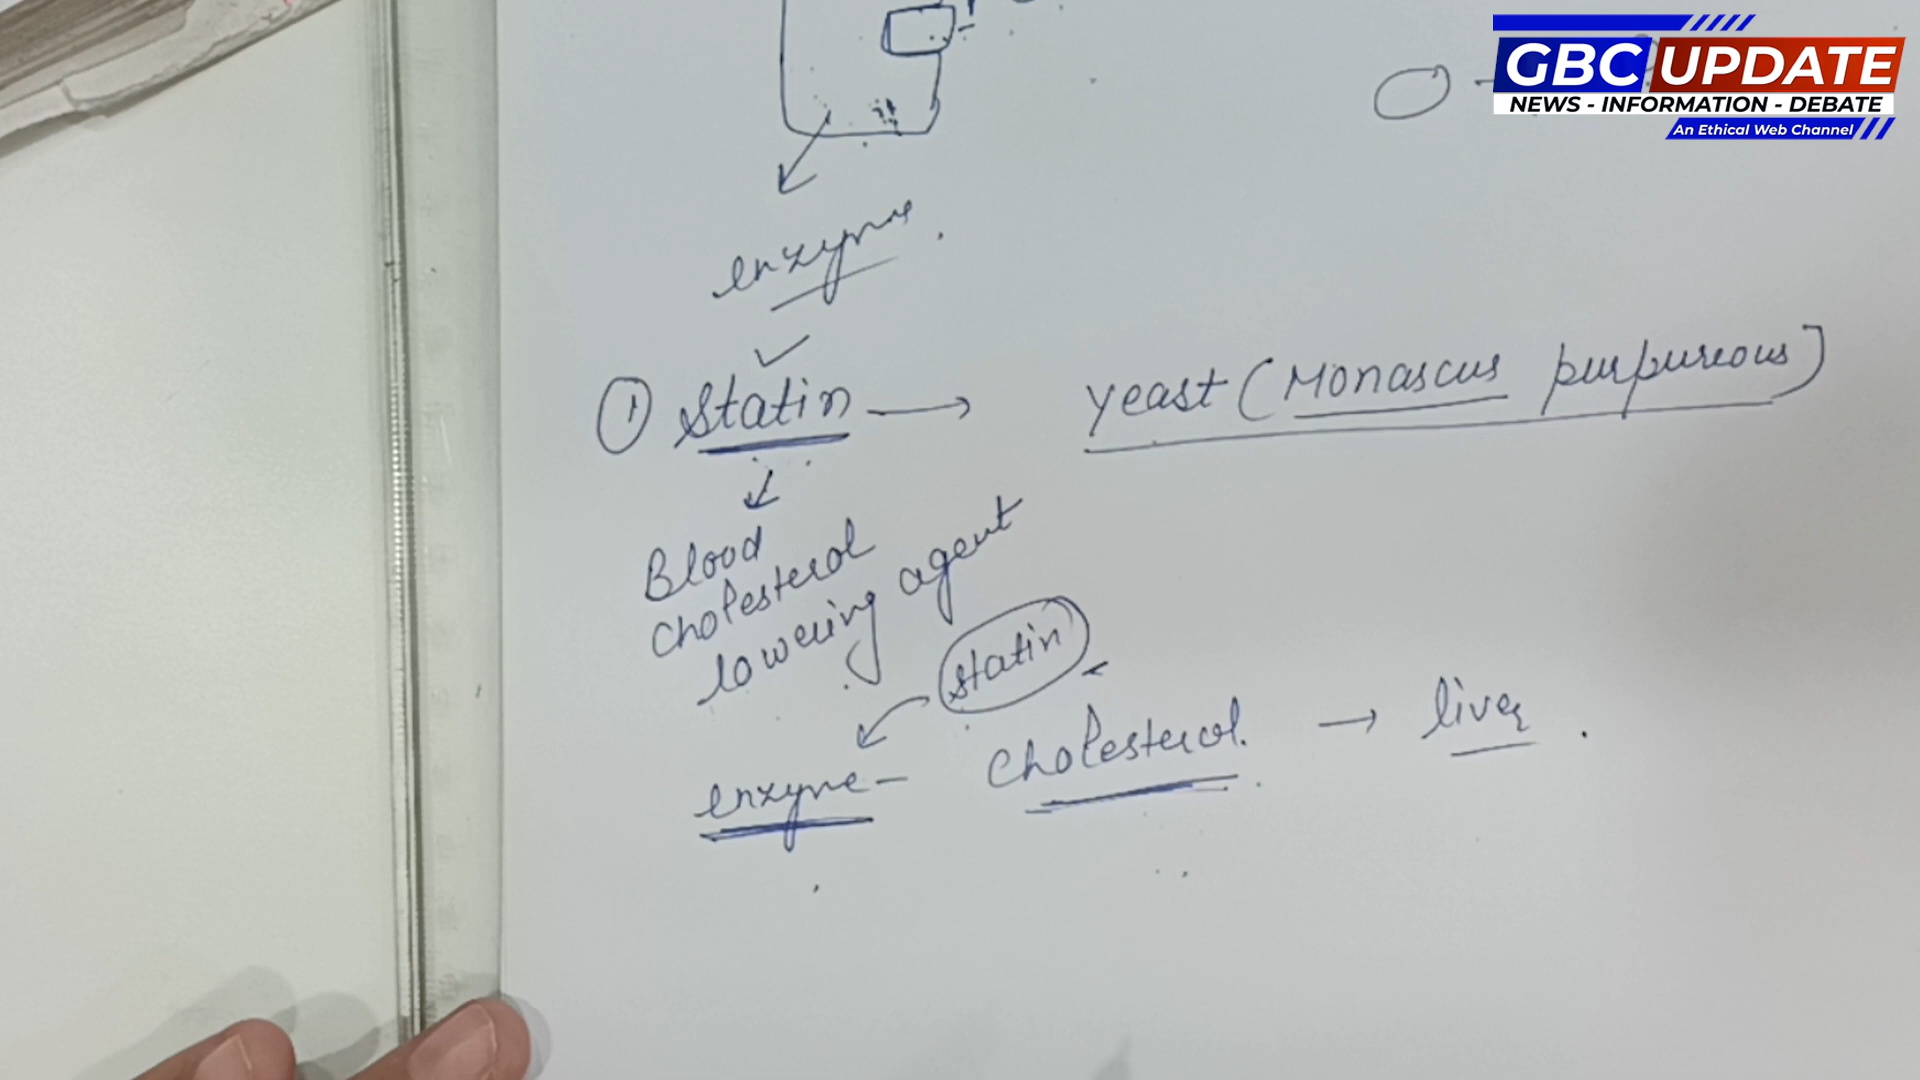 GBC UPDATE
NEWS - INFORMATION - DEBATE
An Ethical Web Channel
enzyme.
① Statin → Yeast (Monascus purpureous)
Blood
cholesterol
lowering agent
statin
enzyme - cholesterol. → liver.